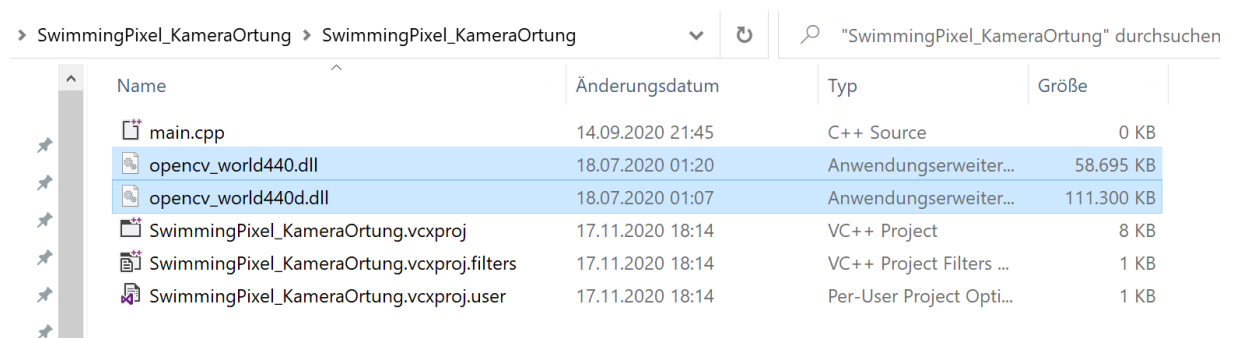 > SwimmingPixel_KameraOrtung > SwimmingPixel_KameraOrtung "SwimmingPixel_KameraOrtung" durchsuchen
Name Änderungsdatum Typ Größe
main.cpp 14.09.2020 21:45 C++ Source 0 KB
opencv_world440.dll 18.07.2020 01:20 Anwendungserweiter... 58.695 KB
opencv_world440d.dll 18.07.2020 01:07 Anwendungserweiter... 111.300 KB
SwimmingPixel_KameraOrtung.vcxproj 17.11.2020 18:14 VC++ Project 8 KB
SwimmingPixel_KameraOrtung.vcxproj.filters 17.11.2020 18:14 VC++ Project Filters ... 1 KB
SwimmingPixel_KameraOrtung.vcxproj.user 17.11.2020 18:14 Per-User Project Opti... 1 KB